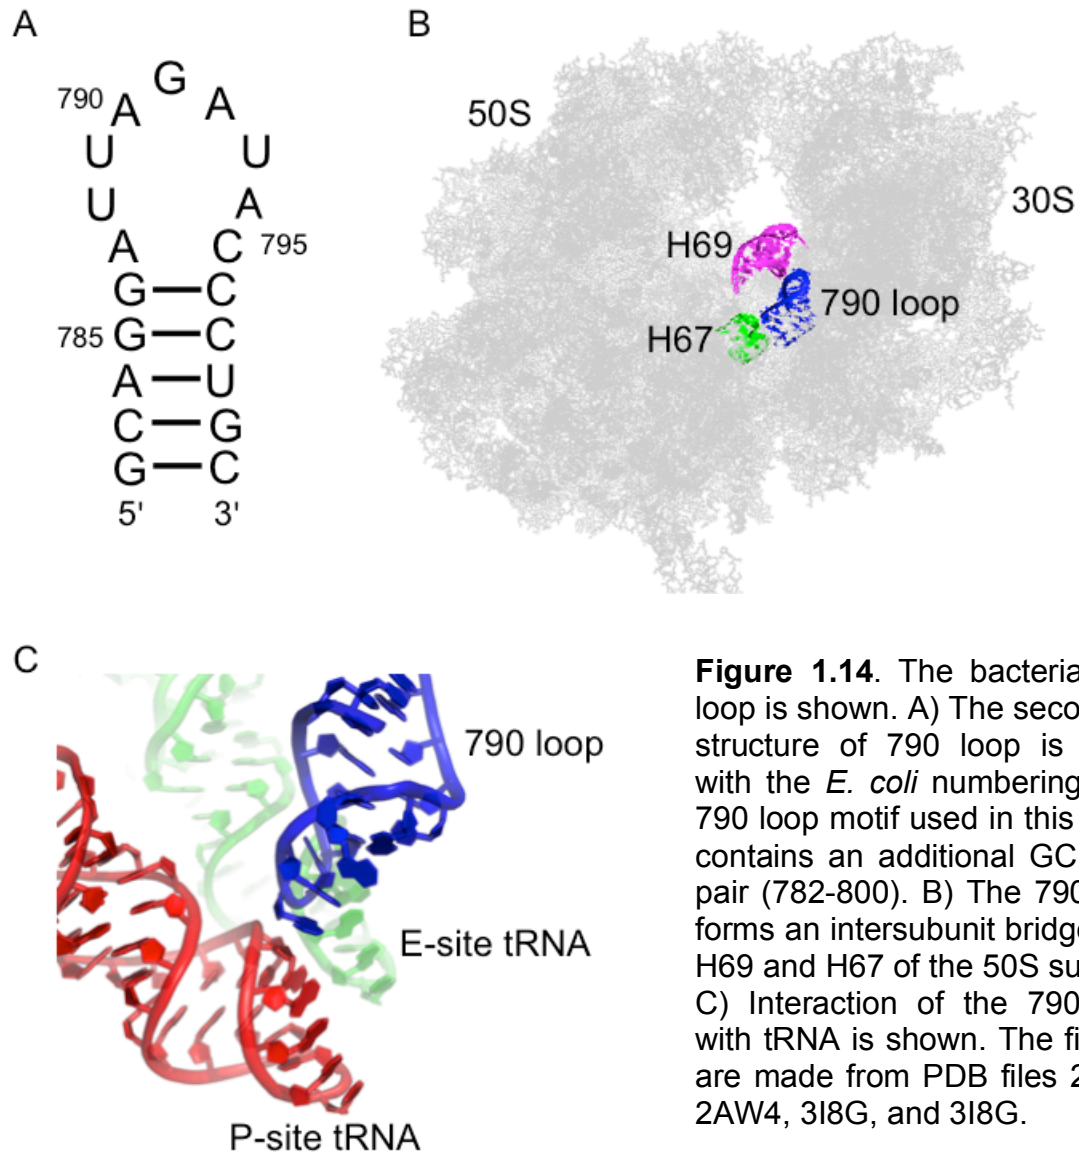 A
B
G
790 A A
U U
U A
A C 795
G C
785 G C
A U
C G
G C
5' 3'
50S
30S
H69
790 loop
H67
C
790 loop
E-site tRNA
P-site tRNA
Figure 1.14. The bacteria
loop is shown. A) The seco
structure of 790 loop is
with the E. coli numbering
790 loop motif used in this
contains an additional GC
pair (782-800). B) The 790
forms an intersubunit bridge
H69 and H67 of the 50S su
C) Interaction of the 790
with tRNA is shown. The fi
are made from PDB files 2
2AW4, 3I8G, and 3I8G.